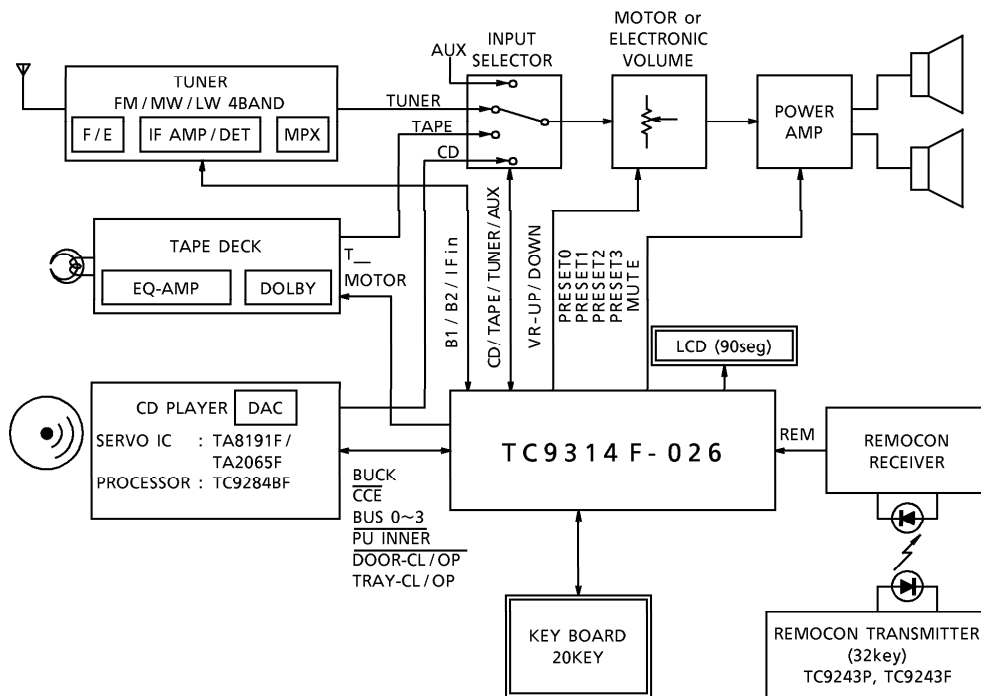 MOTOR or
ELECTRONIC
VOLUME
INPUT
SELECTOR
AUX
TUNER
FM/MW/LW 4BAND
F/E
IF AMP/DET
MPX
TUNER
TAPE
CD
POWER
AMP
TAPE DECK
EQ-AMP
DOLBY
T__
MOTOR
B1/B2/IFin
CD/TAPE/TUNER/AUX
VR-UP/DOWN
PRESET0
PRESET1
PRESET2
PRESET3
MUTE
LCD (90seg)
CD PLAYER
DAC
SERVO IC : TA8191F/
TA2065F
PROCESSOR : TC9284BF
BUCK
CCE
BUS 0~3
PU INNER
DOOR-CL/OP
TRAY-CL/OP
TC9314F-026
REM
REMOCON
RECEIVER
KEY BOARD
20KEY
REMOCON TRANSMITTER
(32key)
TC9243P, TC9243F